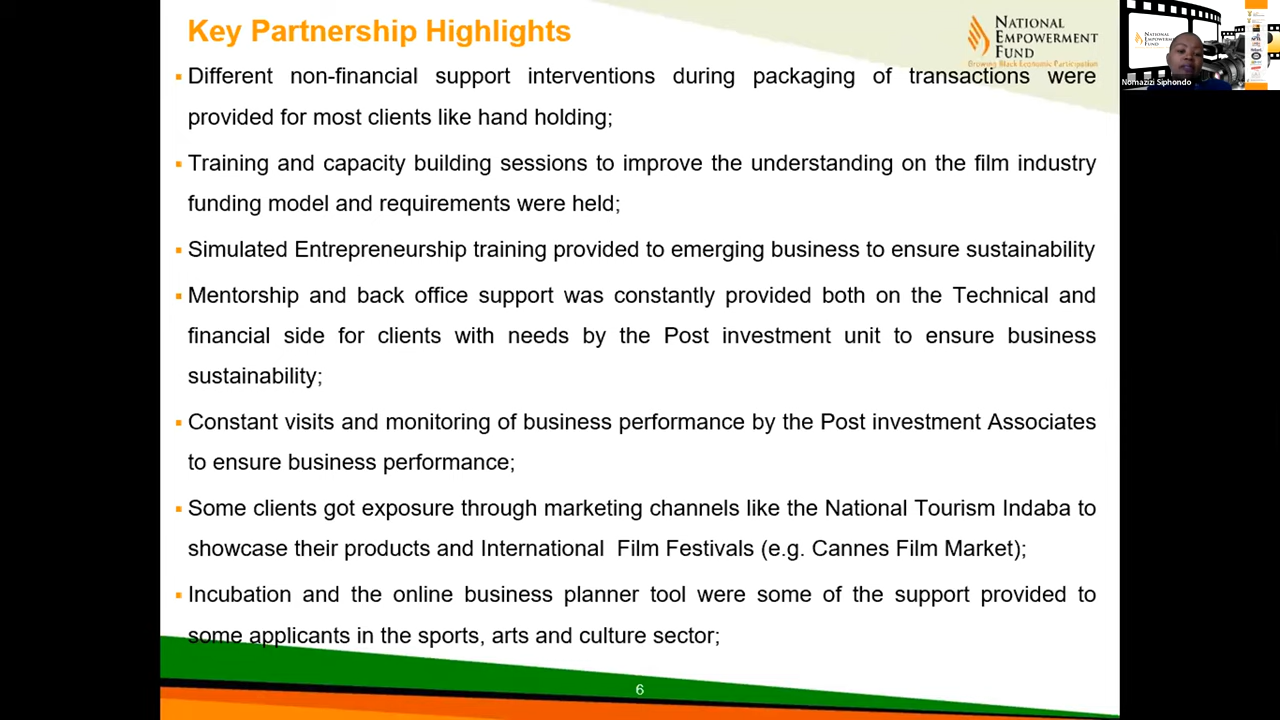 Key Partnership Highlights
NATIONAL
EMPOWERMENT
FUND
Growing Black Economic Participation
Different non-financial support interventions during packaging of transactions were
provided for most clients like hand holding;
Training and capacity building sessions to improve the understanding on the film industry
funding model and requirements were held;
Simulated Entrepreneurship training provided to emerging business to ensure sustainability
Mentorship and back office support was constantly provided both on the Technical and
financial side for clients with needs by the Post investment unit to ensure business
sustainability;
Constant visits and monitoring of business performance by the Post investment Associates
to ensure business performance;
Some clients got exposure through marketing channels like the National Tourism Indaba to
showcase their products and International Film Festivals (e.g. Cannes Film Market);
Incubation and the online business planner tool were some of the support provided to
some applicants in the sports, arts and culture sector;
6
NATIONAL
EMPOWERMENT
FUND
Nomazizi Siphondo